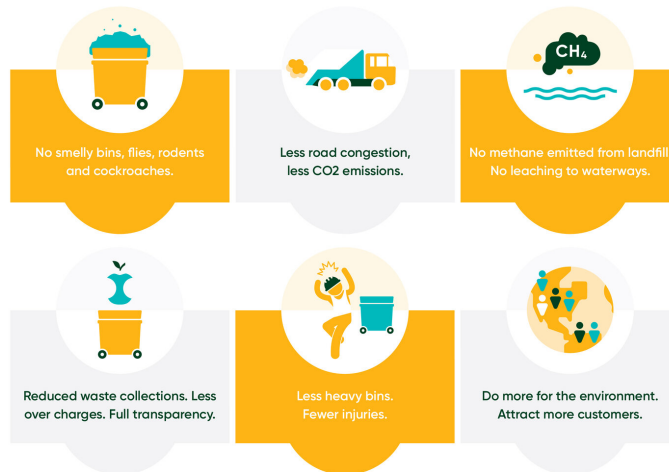 CH4
No smelly bins, flies, rodents
and cockroaches.
Less road congestion,
less CO2 emissions.
No methane emitted from landfill
No leaching to waterways.
Reduced waste collections. Less
over charges. Full transparency.
Less heavy bins.
Fewer injuries.
Do more for the environment.
Attract more customers.